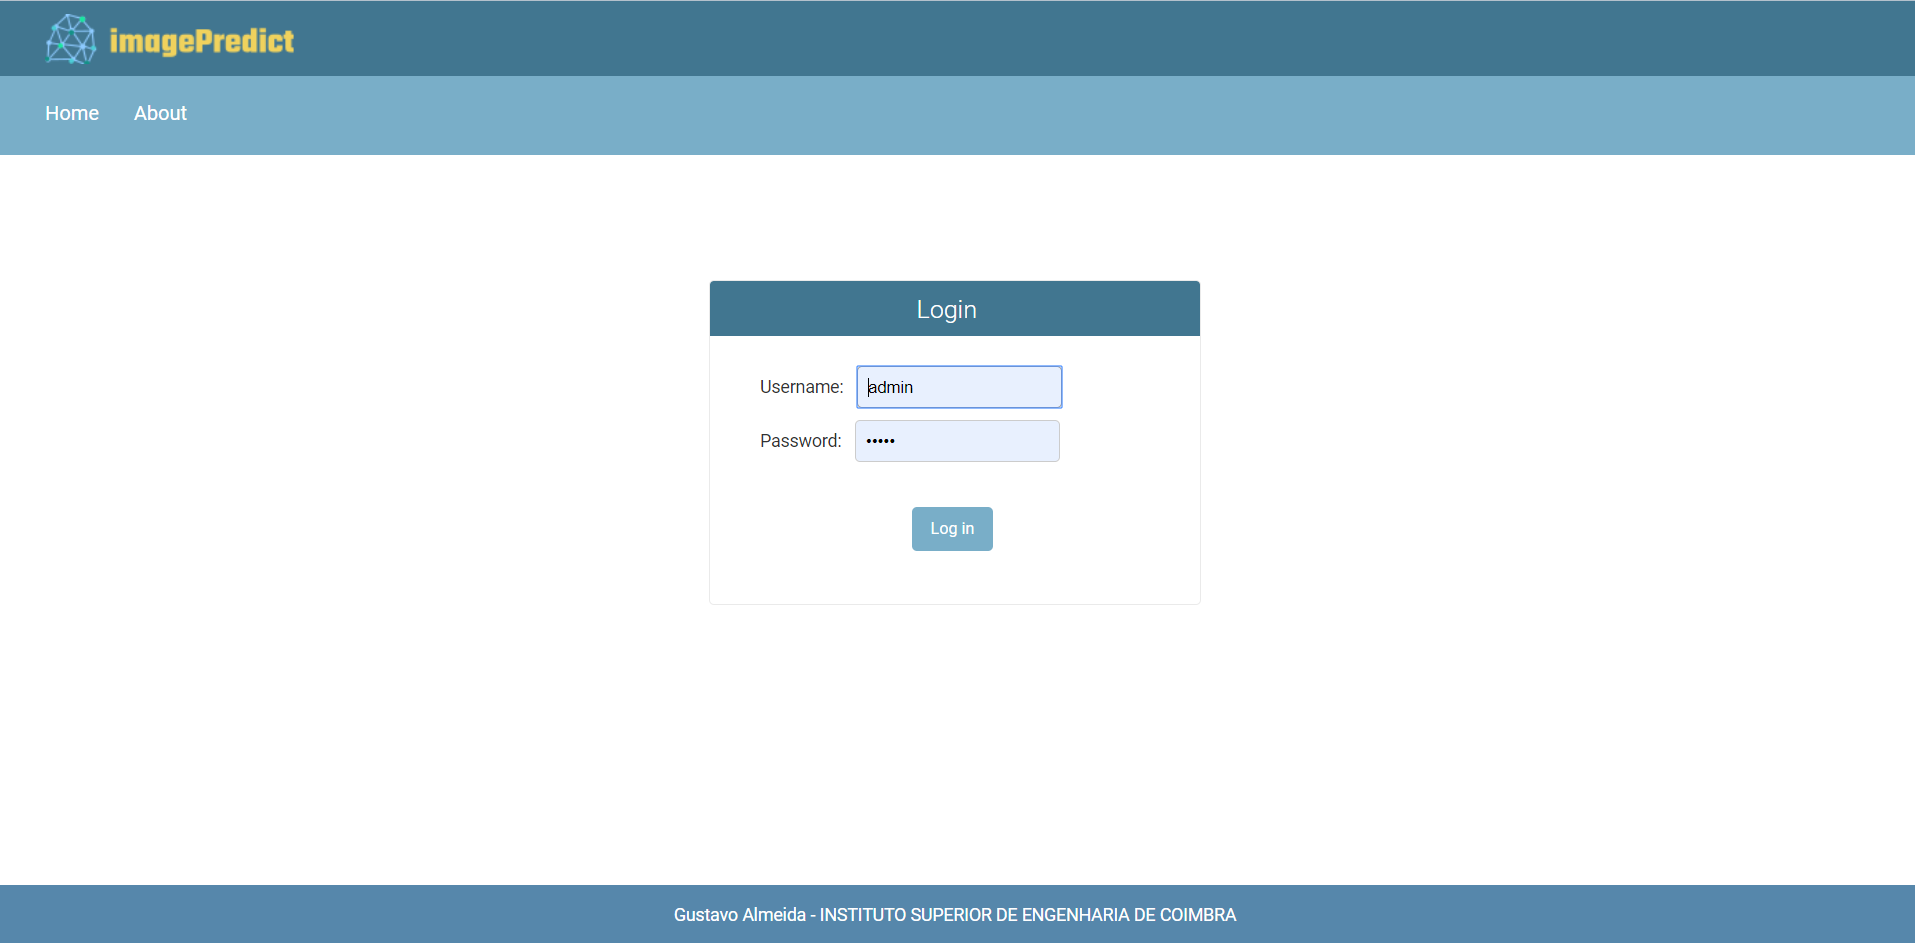 imagePredict
Home About
Login
Username: admin
Password: •••••
Log in
Gustavo Almeida - INSTITUTO SUPERIOR DE ENGENHARIA DE COIMBRA